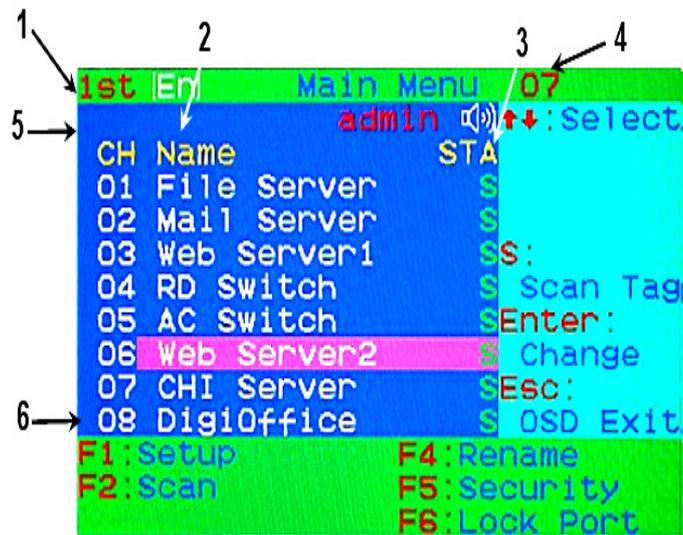 1 2 3 4
1st En Main Menu 07
5 admin ↑↓:Select
CH Name STA
01 File Server S
02 Mail Server S
03 Web Server1 S S:
04 RD Switch S Scan Tag
05 AC Switch S Enter:
06 Web Server2 S Change
07 CHI Server S Esc:
6 08 DigiOffice S OSD Exit
F1:Setup F4:Rename
F2:Scan F5:Security
F6:Lock Port